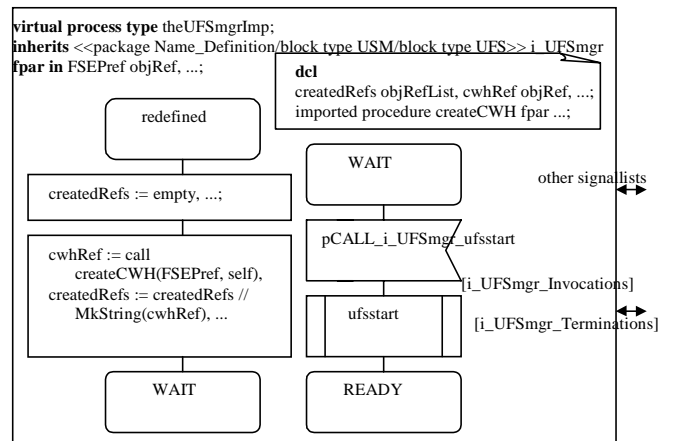 virtual process type theUFSmgrImp;
inherits <<package Name_Definition/block type USM/block type UFS>> i_UFSmgr
fpar in FSEPref objRef, ...;
dcl
createdRefs objRefList, cwhRef objRef, ...;
imported procedure createCWH fpar ...;
redefined
createdRefs := empty, ...;
cwhRef := call
createCWH(FSEPref, self),
createdRefs := createdRefs //
MkString(cwhRef), ...
WAIT
WAIT
pCALL_i_UFSmgr_ufsstart
ufsstart
READY
other signallists
[i_UFSmgr_Invocations]
[i_UFSmgr_Terminations]